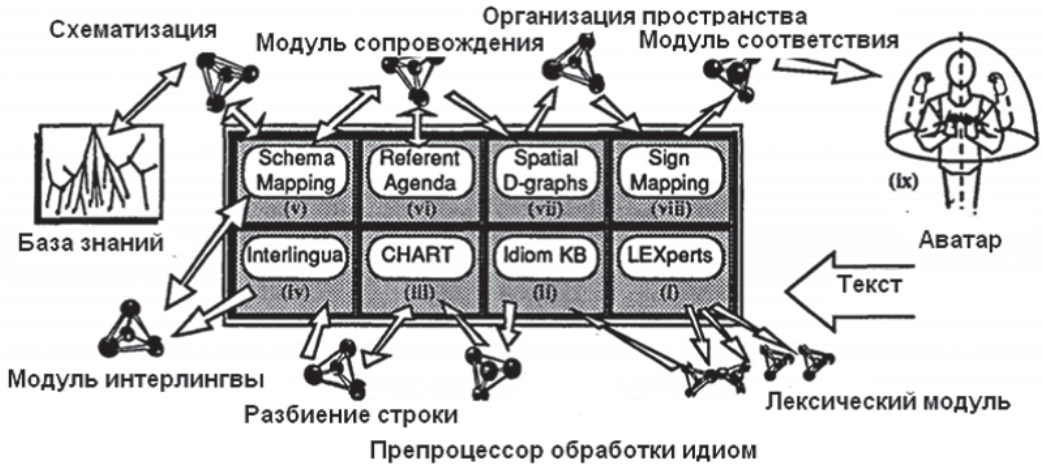 Организация пространства
Схематизация
Модуль сопровождения
Модуль соответствия
Schema
Mapping
(v)
Referent
Agenda
(vi)
Spatial
D-graphs
(vii)
Sign
Mapping
(viii)
(ix)
База знаний
Аватар
Interlingua
(iv)
CHART
(iii)
Idiom KB
(ii)
LEXperts
(i)
Текст
Модуль интерлингвы
Разбиение строки
Лексический модуль
Препроцессор обработки идиом